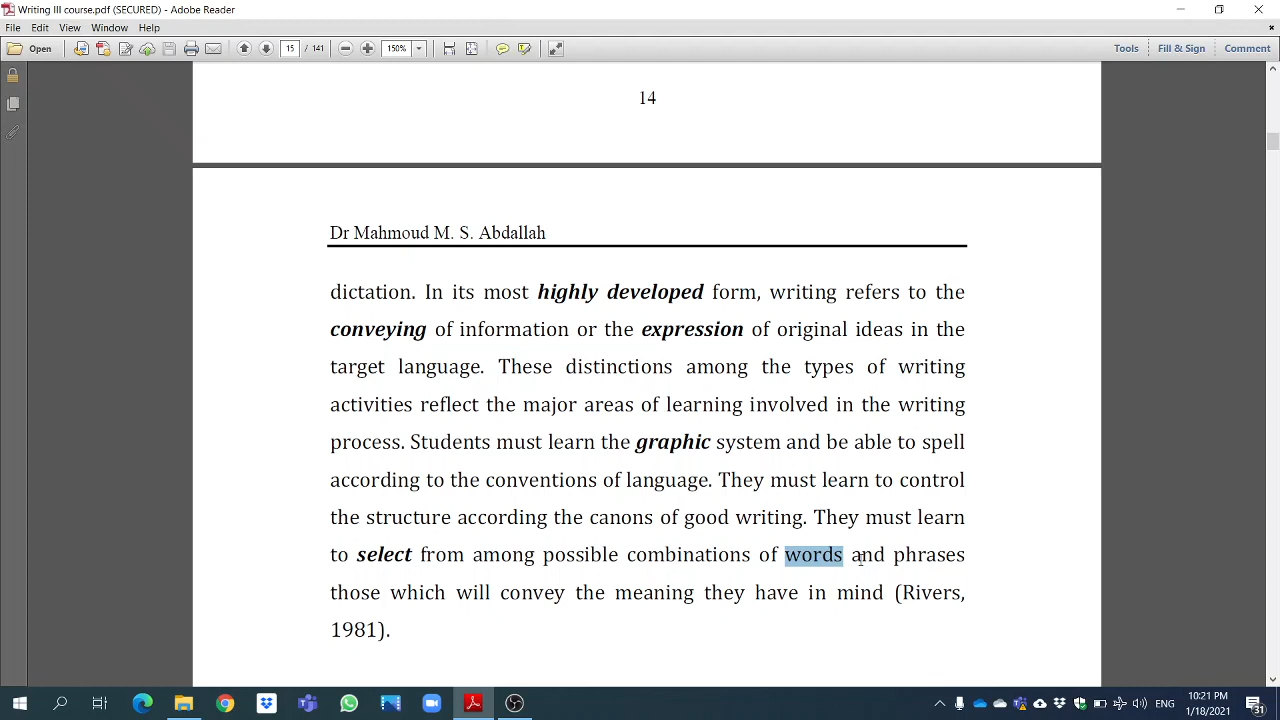 Writing III course.pdf (SECURED) - Adobe Reader
File Edit View Window Help
Open 15 / 141 150% Tools Fill & Sign Comment
14
Dr Mahmoud M. S. Abdallah
dictation. In its most highly developed form, writing refers to the
conveying of information or the expression of original ideas in the
target language. These distinctions among the types of writing
activities reflect the major areas of learning involved in the writing
process. Students must learn the graphic system and be able to spell
according to the conventions of language. They must learn to control
the structure according the canons of good writing. They must learn
to select from among possible combinations of words and phrases
those which will convey the meaning they have in mind (Rivers,
1981).
ENG
10:21 PM
1/18/2021
31